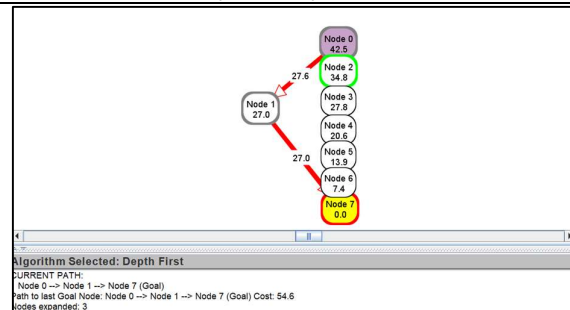 Node 0
42.5
Node 2
34.8
27.6
Node 3
27.8
Node 1
27.0
Node 4
20.6
Node 5
13.9
27.0
Node 6
7.4
Node 7
0.0
Algorithm Selected: Depth First
CURRENT PATH:
Node 0 --> Node 1 --> Node 7 (Goal)
Path to last Goal Node: Node 0 --> Node 1 --> Node 7 (Goal) Cost: 54.6
Nodes expanded: 3